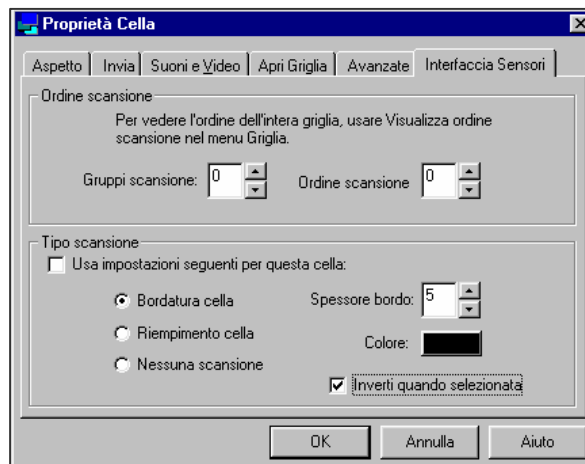 Proprietà Cella
Aspetto Invia Suoni e Video Apri Griglia Avanzate Interfaccia Sensori
Ordine scansione
Per vedere l'ordine dell'intera griglia, usare Visualizza ordine
scansione nel menu Griglia.
Gruppi scansione: 0 Ordine scansione 0
Tipo scansione
Usa impostazioni seguenti per questa cella:
Bordatura cella Spessore bordo: 5
Riempimento cella Colore:
Nessuna scansione
Inverti quando selezionata
OK Annulla Aiuto